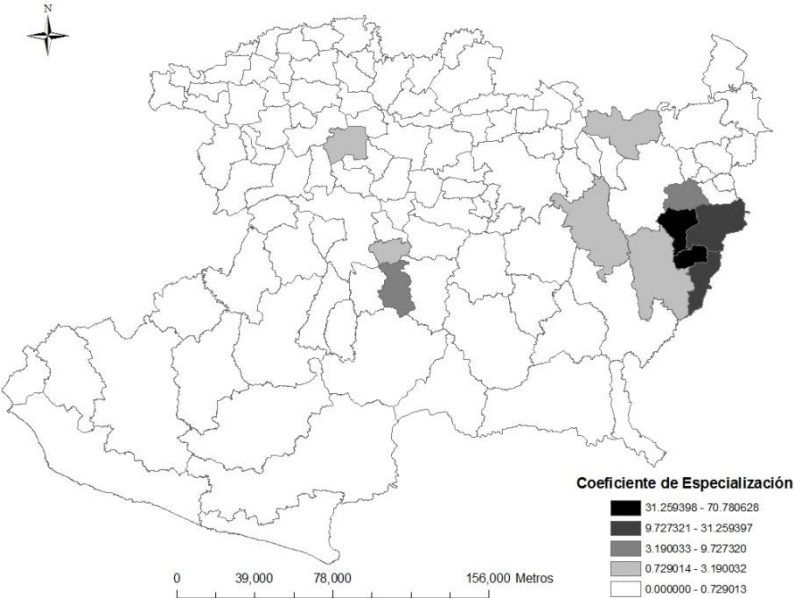 N
Coeficiente de Especialización
31.259398 - 70.780628
9.727321 - 31.259397
3.190033 - 9.727320
0.729014 - 3.190032
0.000000 - 0.729013
0 39,000 78,000 156,000 Metros